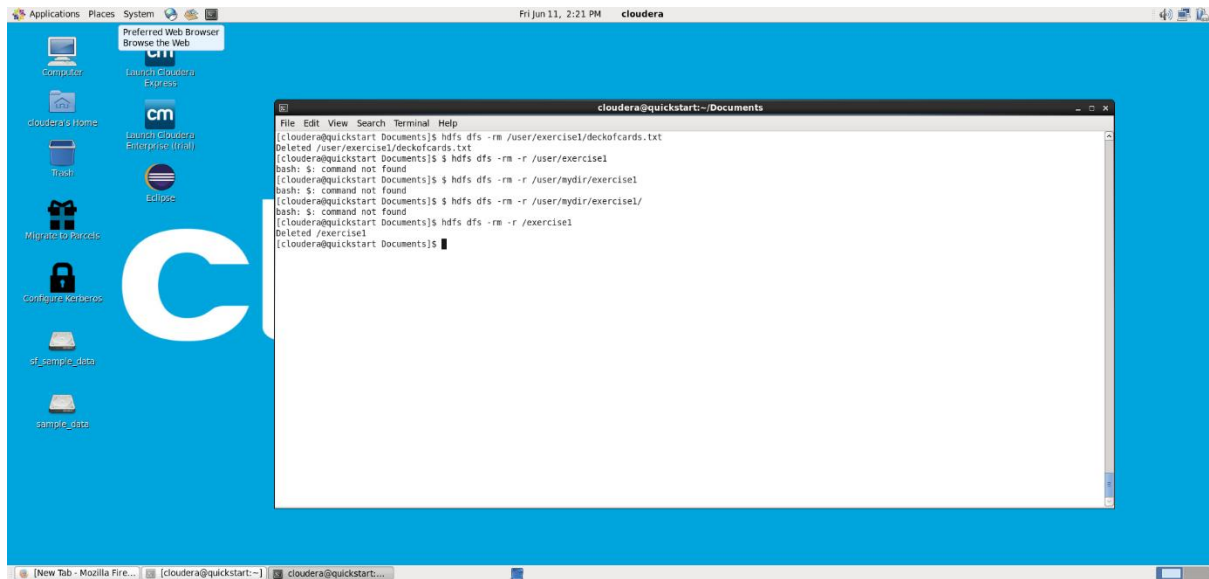 Applications Places System
Fri Jun 11, 2:21 PM cloudera
Preferred Web Browser
Browse the Web
Computer
cm
Launch Cloudera
Express
cloudera's Home
cm
Launch Cloudera
Enterprise (trial)
Trash
Eclipse
Migrate to Parcels
Configure Kerberos
sf_sample_data
sample_data
cloudera@quickstart:~/Documents
File Edit View Search Terminal Help
[cloudera@quickstart Documents]$ hdfs dfs -rm /user/exercise1/deckofcards.txt
Deleted /user/exercise1/deckofcards.txt
[cloudera@quickstart Documents]$ $ hdfs dfs -rm -r /user/exercise1
bash: $: command not found
[cloudera@quickstart Documents]$ $ hdfs dfs -rm -r /user/mydir/exercise1
bash: $: command not found
[cloudera@quickstart Documents]$ $ hdfs dfs -rm -r /user/mydir/exercise1/
bash: $: command not found
[cloudera@quickstart Documents]$ hdfs dfs -rm -r /exercise1
Deleted /exercise1
[cloudera@quickstart Documents]$
[New Tab - Mozilla Fire... [cloudera@quickstart:~] cloudera@quickstart:...